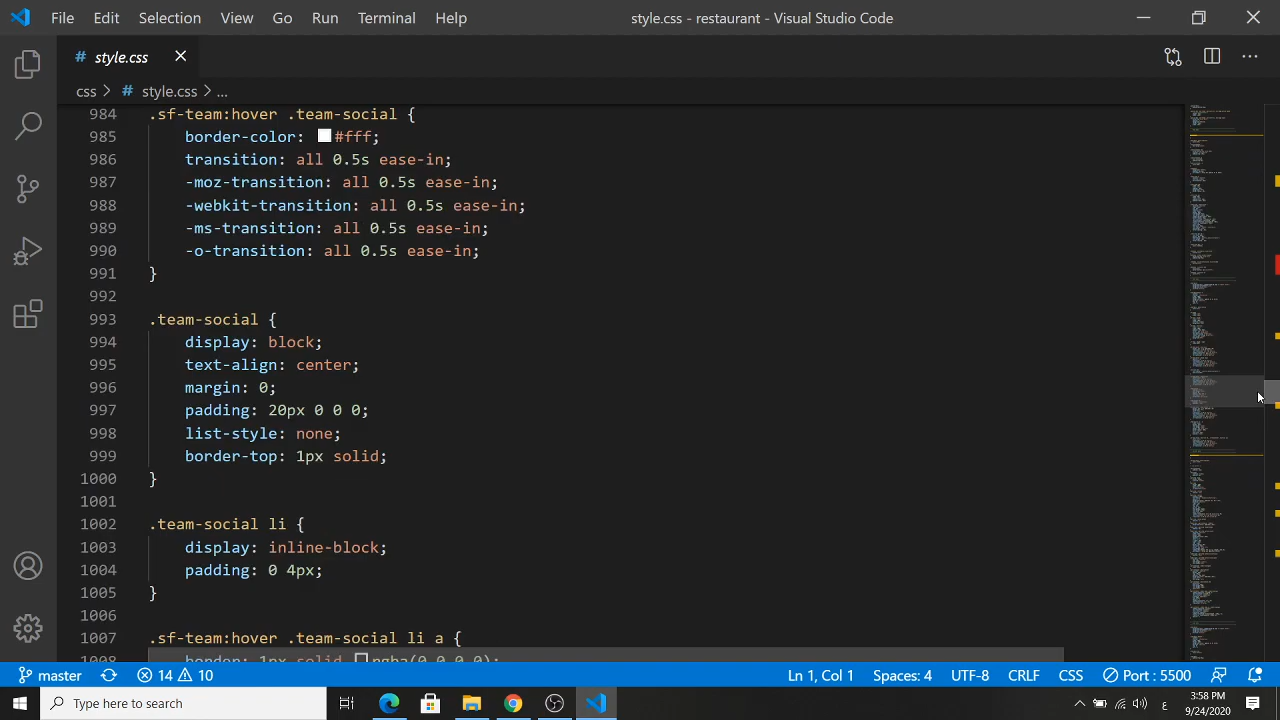 File Edit Selection View Go Run Terminal Help style.css - restaurant - Visual Studio Code
# style.css
css > # style.css > ...
984 .sf-team:hover .team-social {
985 border-color: #fff;
986 transition: all 0.5s ease-in;
987 -moz-transition: all 0.5s ease-in;
988 -webkit-transition: all 0.5s ease-in;
989 -ms-transition: all 0.5s ease-in;
990 -o-transition: all 0.5s ease-in;
991 }
992
993 .team-social {
994 display: block;
995 text-align: center;
996 margin: 0;
997 padding: 20px 0 0 0;
998 list-style: none;
999 border-top: 1px solid;
1000 }
1001
1002 .team-social li {
1003 display: inline-block;
1004 padding: 0 4px;
1005 }
1006
1007 .sf-team:hover .team-social li a {
1008 border: 1px solid rgba(0,0,0,0);
master 14 10 Ln 1, Col 1 Spaces: 4 UTF-8 CRLF CSS Port : 5500
Type here to search
3:58 PM
9/24/2020